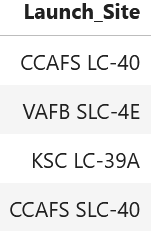 Launch_Site
CCAFS LC-40
VAFB SLC-4E
KSC LC-39A
CCAFS SLC-40